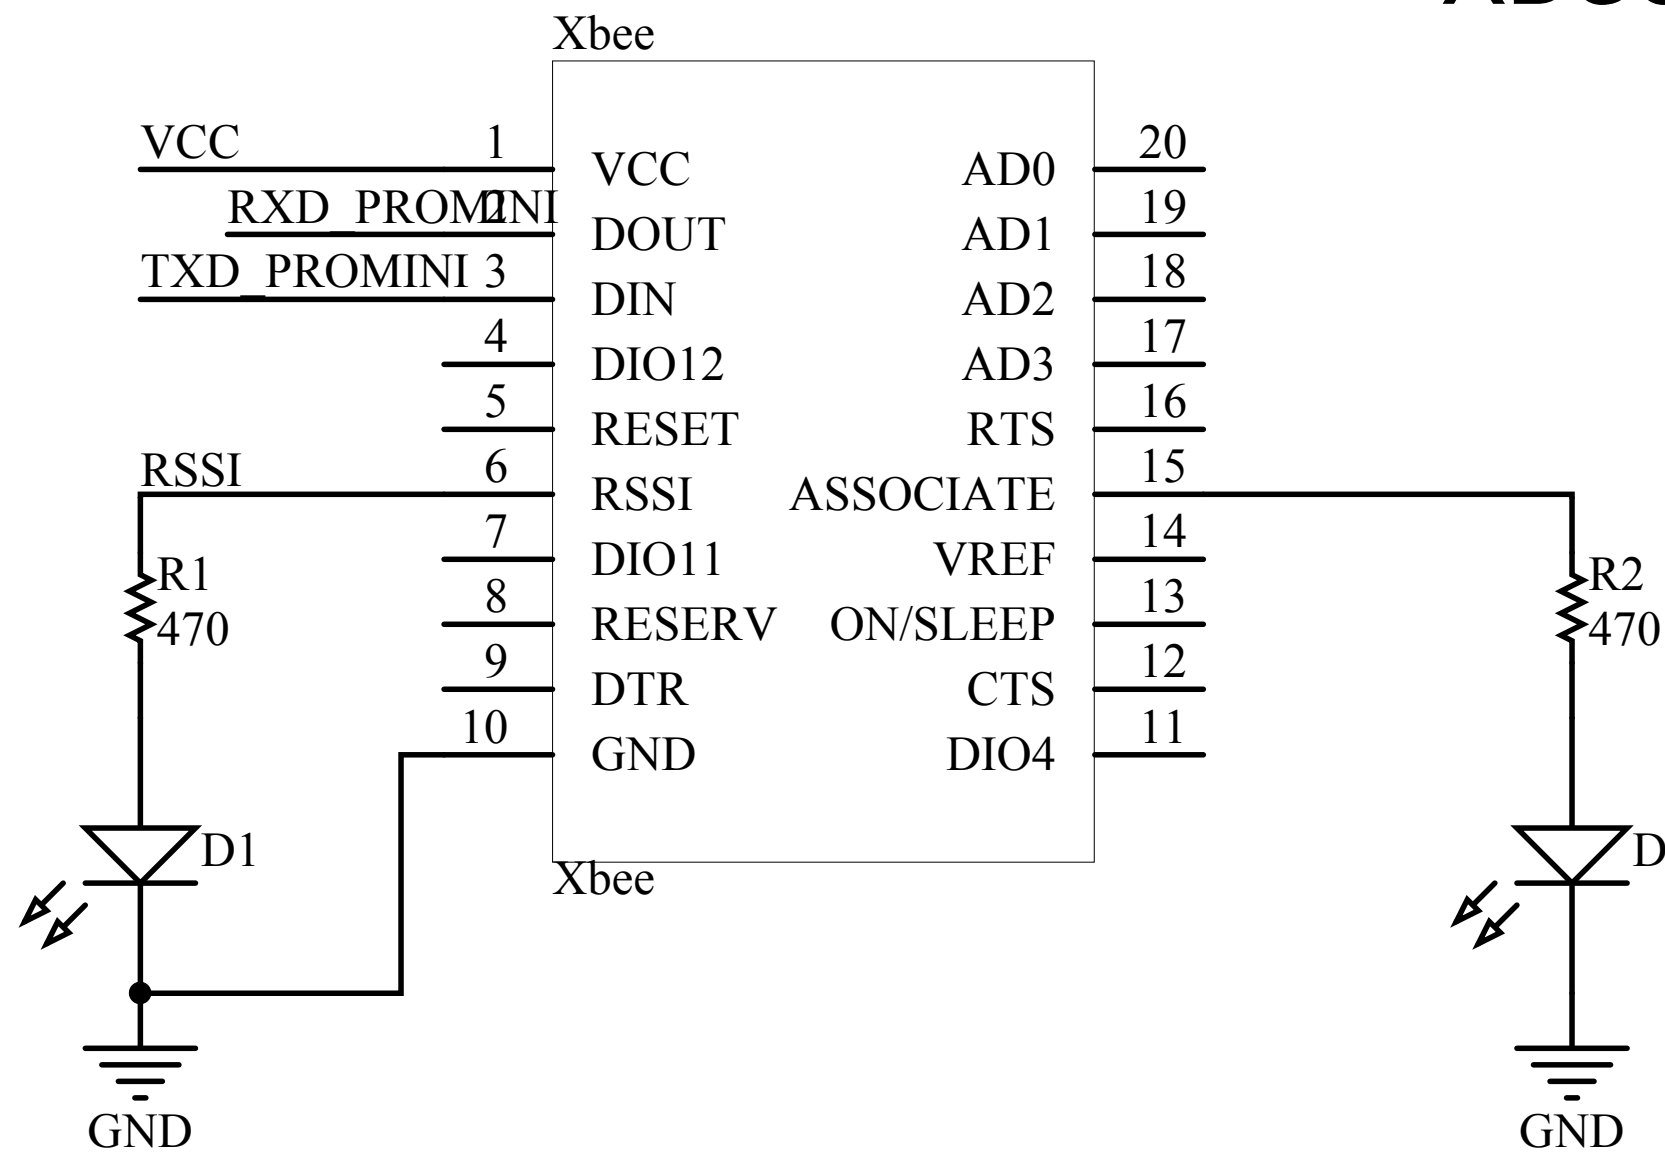 Xbee
VCC 1 VCC AD0 20
RXD_PROMINI 2 DOUT AD1 19
TXD_PROMINI 3 DIN AD2 18
4 DIO12 AD3 17
5 RESET RTS 16
RSSI 6 RSSI ASSOCIATE 15
7 DIO11 VREF 14
R1 R2
470 470
8 RESERV ON/SLEEP 13
9 DTR CTS 12
10 GND DIO4 11
D1 D
Xbee
GND GND